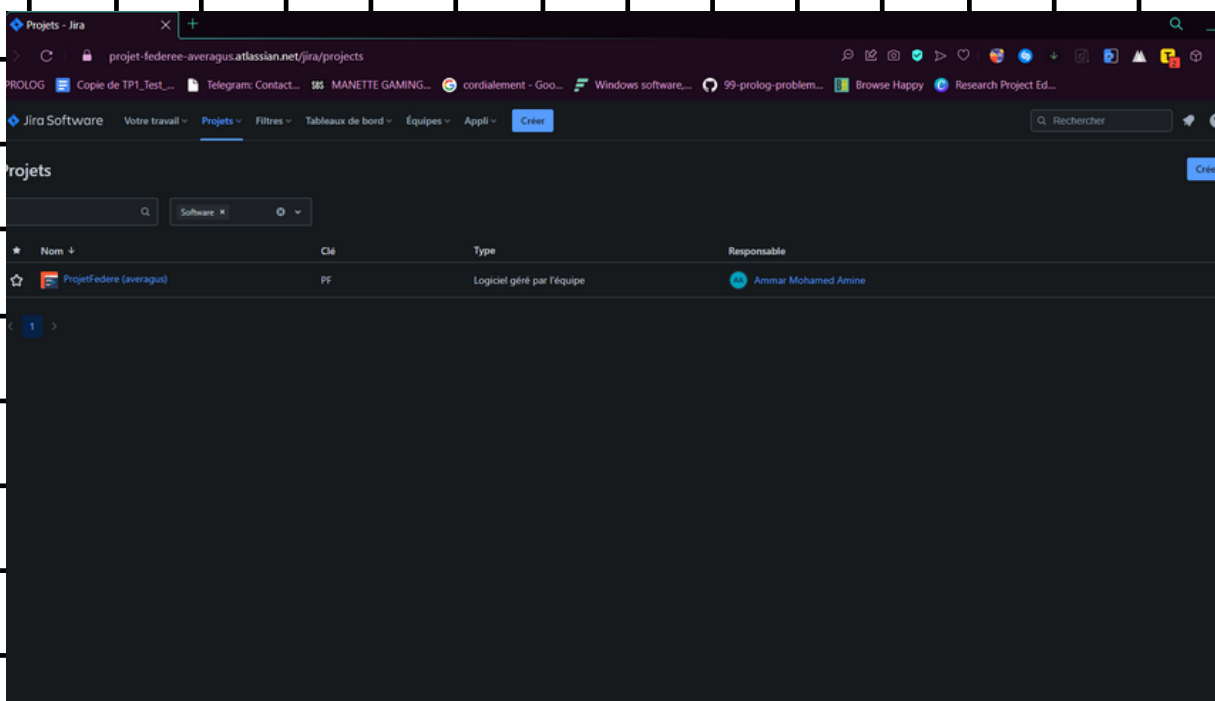 Projets - Jira
projet-federee-averagus.atlassian.net/jira/projects
PROLOG Copie de TP1_Test_... Telegram: Contact... MANETTE GAMING... cordialement - Goo... Windows software,... 99-prolog-problem... Browse Happy Research Project Ed...
Jira Software Votre travail Projets Filtres Tableaux de bord Équipes Appli Créer Rechercher
Projets Crée
Software
Nom Clé Type Responsable
ProjetFedere (averagus) PF Logiciel géré par l'équipe AA Ammar Mohamed Amine
1